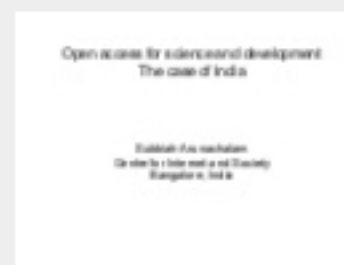 Open access for science and development
The case of India
Subbiah Arunachalam
Centre for Internet and Society
Bangalore, India